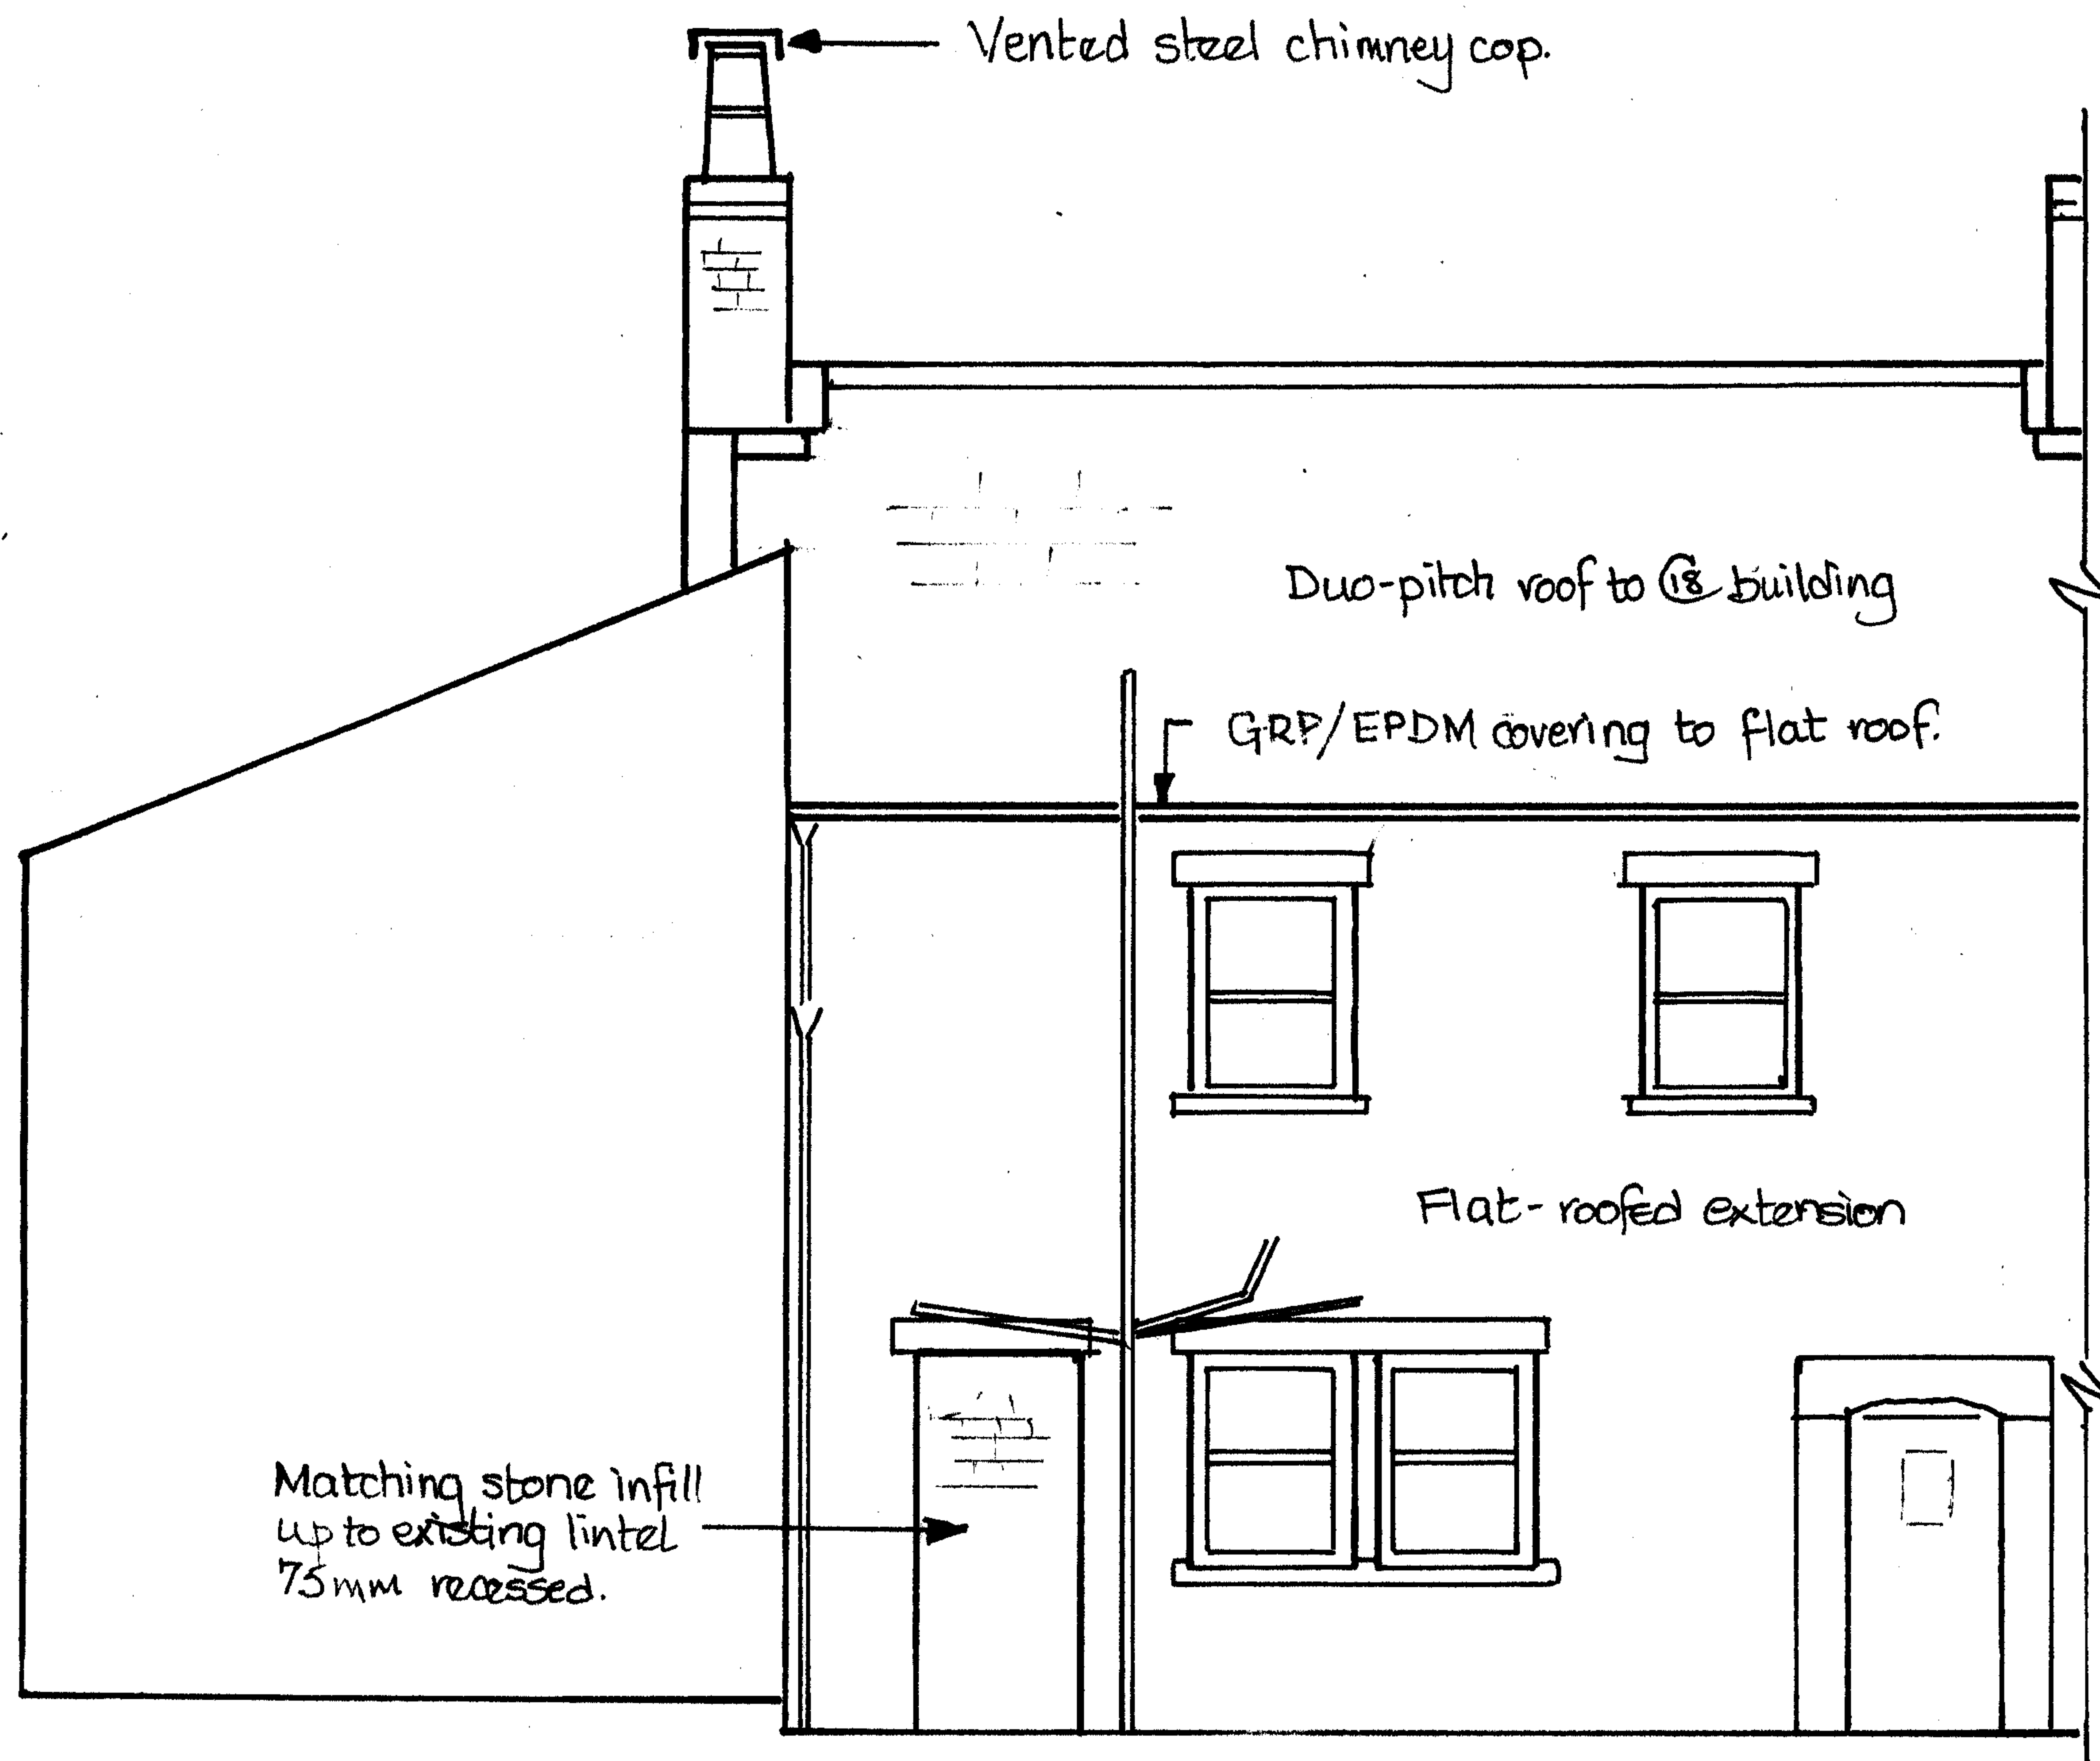 Vented steel chimney cop.
Duo-pitch roof to C18 building
GRP/EPDM covering to flat roof.
Flat-roofed extension
Matching stone infill
up to existing lintel
75mm recessed.